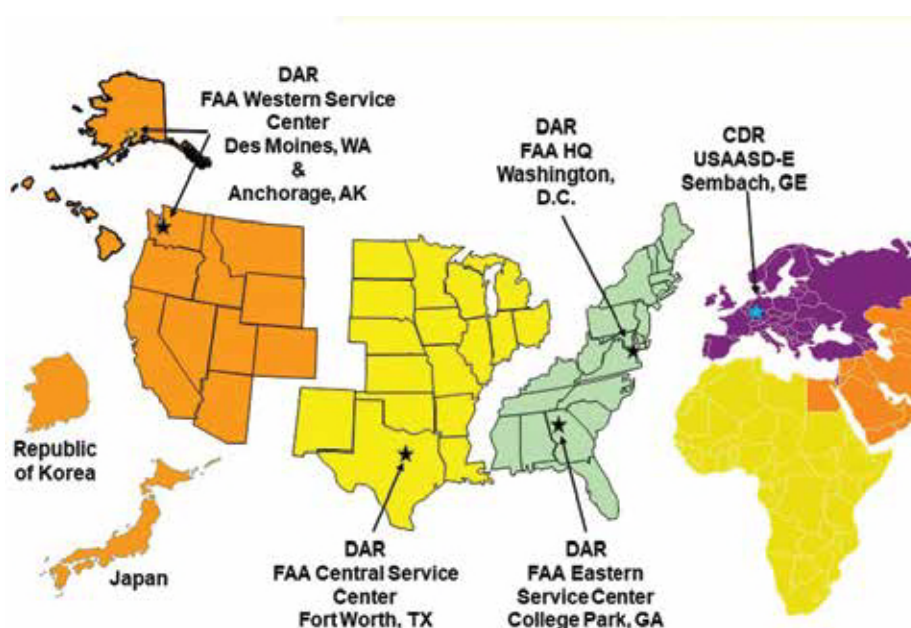 DAR
FAA Western Service
Center
Des Moines, WA
&
Anchorage, AK
DAR
FAA HQ
Washington,
D.C.
CDR
USAASD-E
Sembach, GE
Republic
of Korea
Japan
DAR
FAA Central Service
Center
Fort Worth, TX
DAR
FAA Eastern
Service Center
College Park, GA